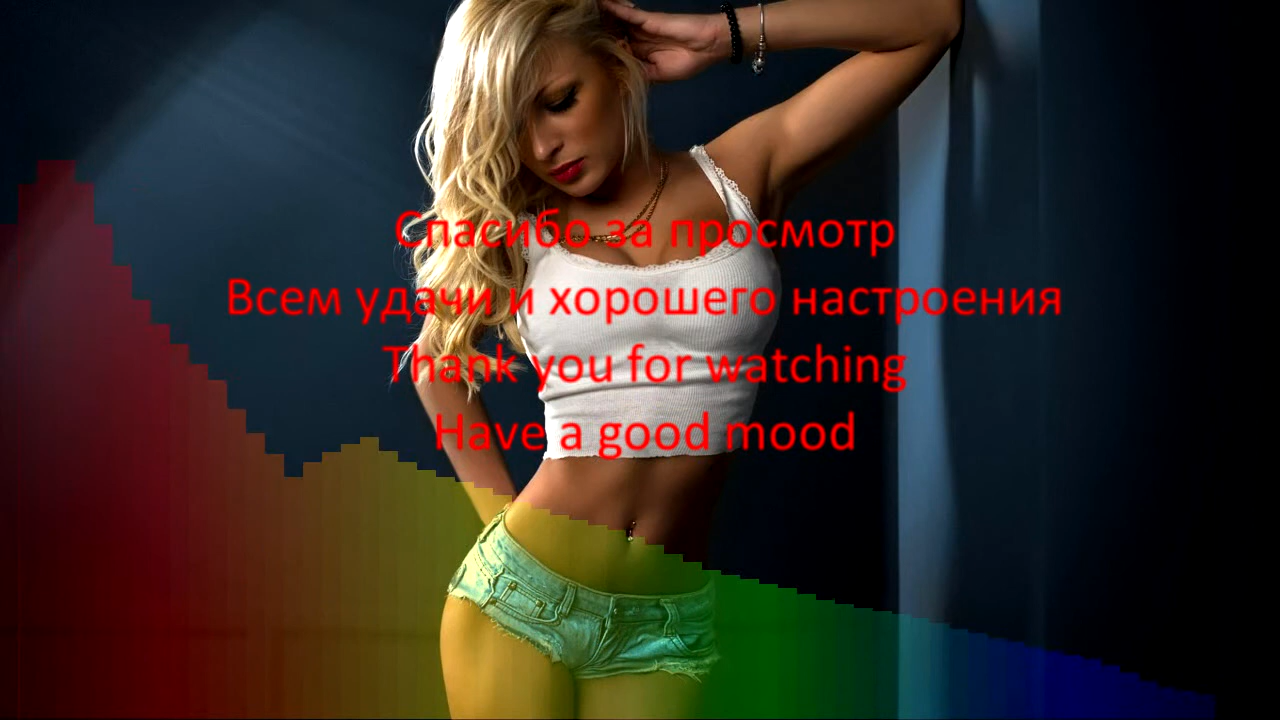 Спасибо за просмотр
Всем удачи и хорошего настроения
Thank you for watching
Have a good mood